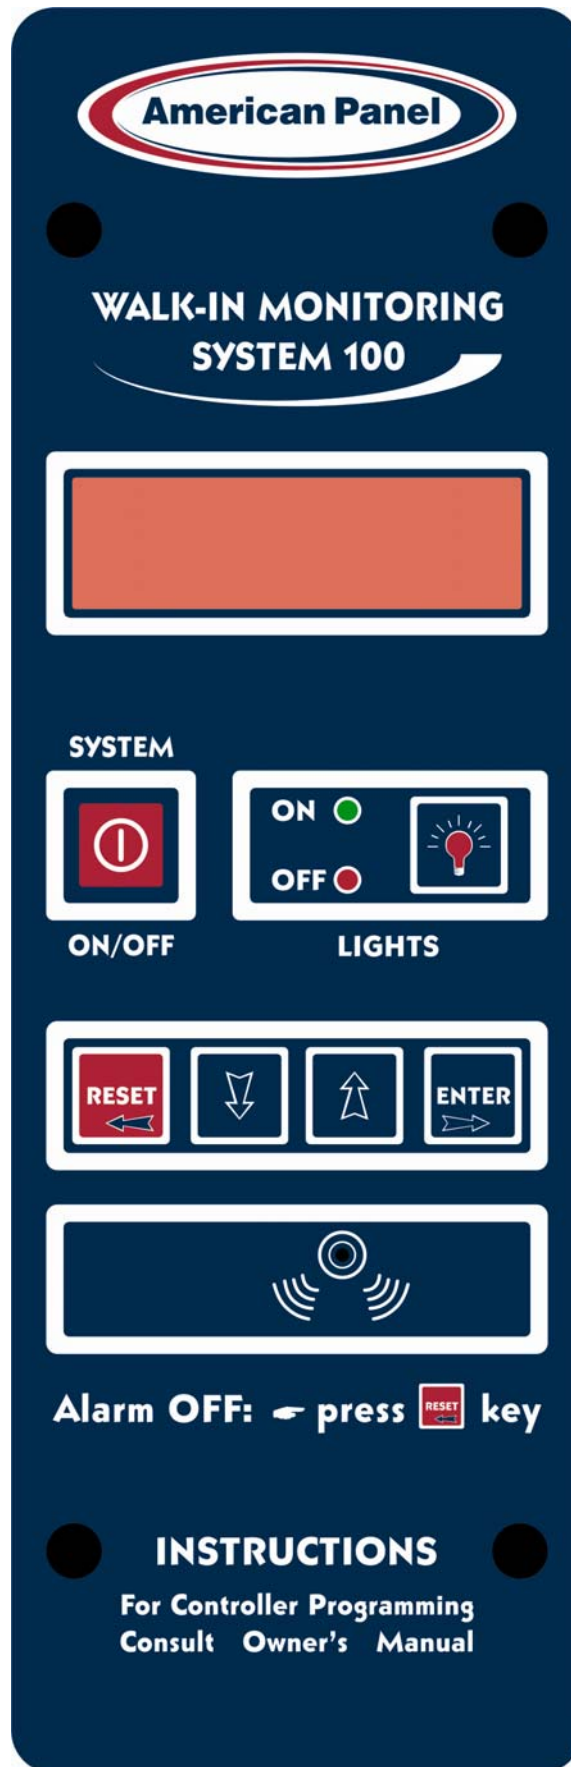 American Panel
WALK-IN MONITORING
SYSTEM 100
SYSTEM
ON
OFF
ON/OFF
LIGHTS
RESET
ENTER
Alarm OFF: press RESET key
INSTRUCTIONS
For Controller Programming
Consult Owner's Manual